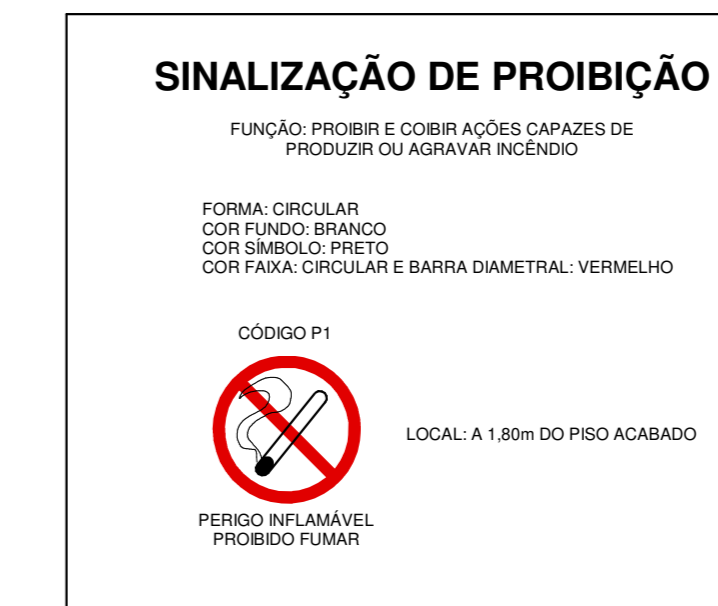 SINALIZAÇÃO DE PROIBIÇÃO
FUNÇÃO: PROIBIR E COIBIR AÇÕES CAPAZES DE
PRODUZIR OU AGRAVAR INCÊNDIO
FORMA: CIRCULAR
COR FUNDO: BRANCO
COR SÍMBOLO: PRETO
COR FAIXA: CIRCULAR E BARRA DIAMETRAL: VERMELHO
CÓDIGO P1
LOCAL: A 1,80m DO PISO ACABADO
PERIGO INFLAMÁVEL
PROIBIDO FUMAR